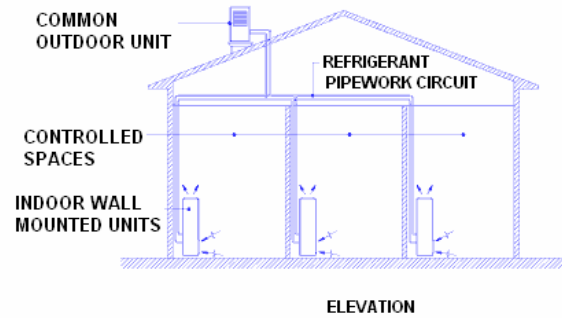 COMMON
OUTDOOR UNIT
REFRIGERANT
PIPEWORK CIRCUIT
CONTROLLED
SPACES
INDOOR WALL
MOUNTED UNITS
ELEVATION